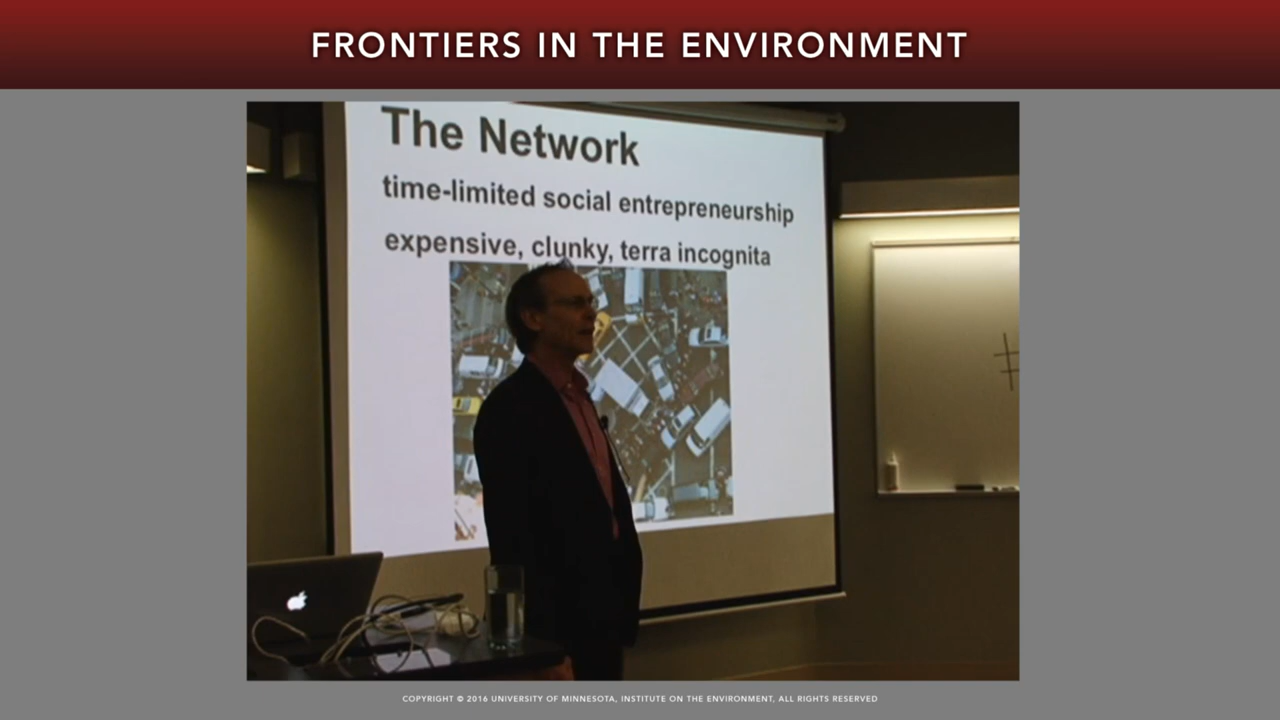 FRONTIERS IN THE ENVIRONMENT
The Network
time-limited social entrepreneurship
expensive, clunky, terra incognita
#
COPYRIGHT © 2016 UNIVERSITY OF MINNESOTA, INSTITUTE ON THE ENVIRONMENT, ALL RIGHTS RESERVED